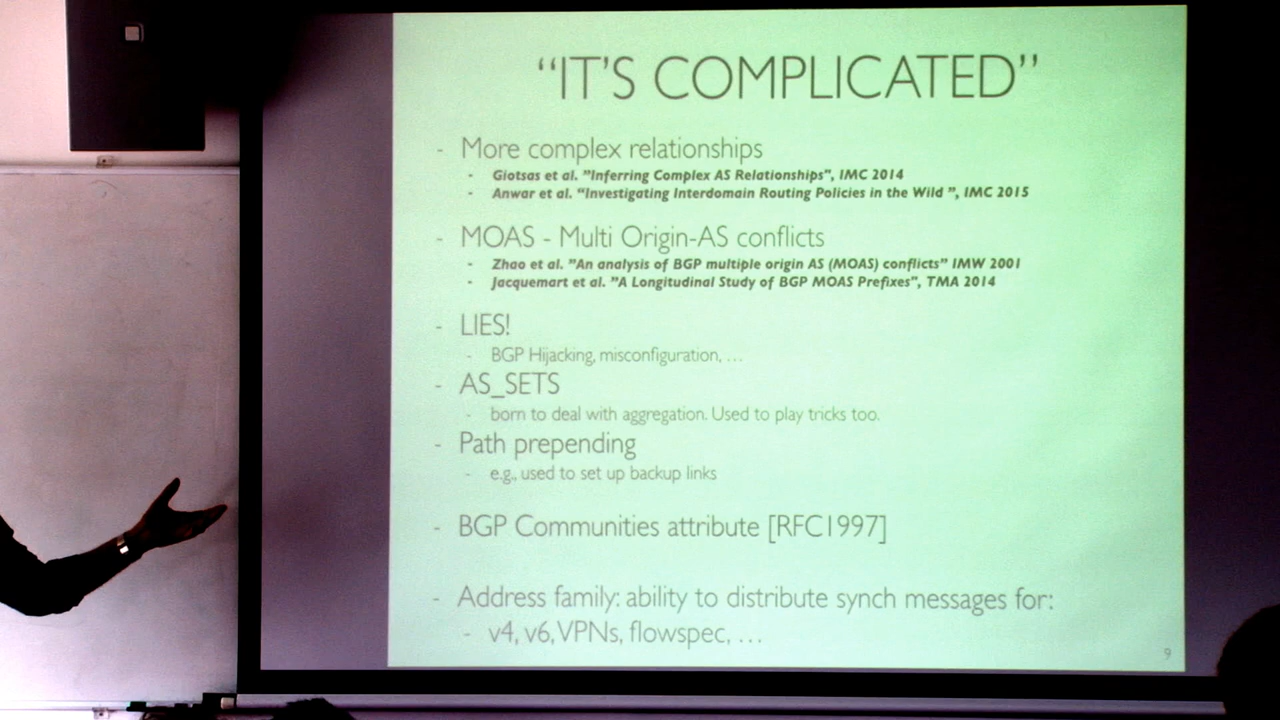 “IT’S COMPLICATED”
- More complex relationships
- Giotsas et al. “Inferring Complex AS Relationships”, IMC 2014
- Anwar et al. “Investigating Interdomain Routing Policies in the Wild ”, IMC 2015
- MOAS - Multi Origin-AS conflicts
- Zhao et al. ”An analysis of BGP multiple origin AS (MOAS) conflicts” IMW 2001
- Jacquemart et al. ”A Longitudinal Study of BGP MOAS Prefixes”, TMA 2014
- LIES!
- BGP Hijacking, misconfiguration, …
- AS_SETS
- born to deal with aggregation. Used to play tricks too.
- Path prepending
- e.g., used to set up backup links
- BGP Communities attribute [RFC1997]
- Address family: ability to distribute synch messages for:
- v4, v6, VPNs, flowspec, …
9